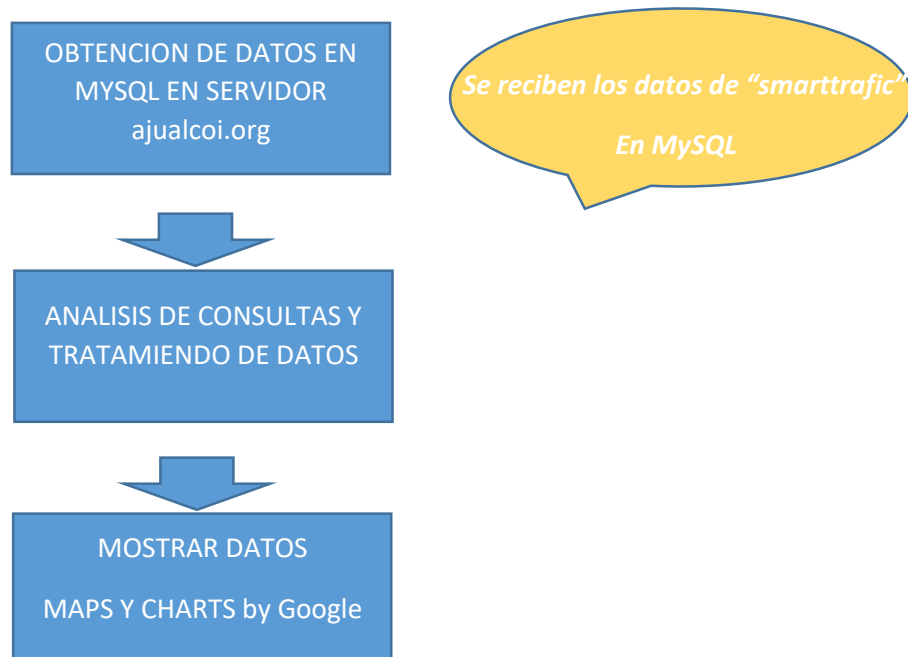 OBTENCION DE DATOS EN
MYSQL EN SERVIDOR
ajualcoi.org
Se reciben los datos de “smarttrafic”
En MySQL
ANALISIS DE CONSULTAS Y
TRATAMIENDO DE DATOS
MOSTRAR DATOS
MAPS Y CHARTS by Google